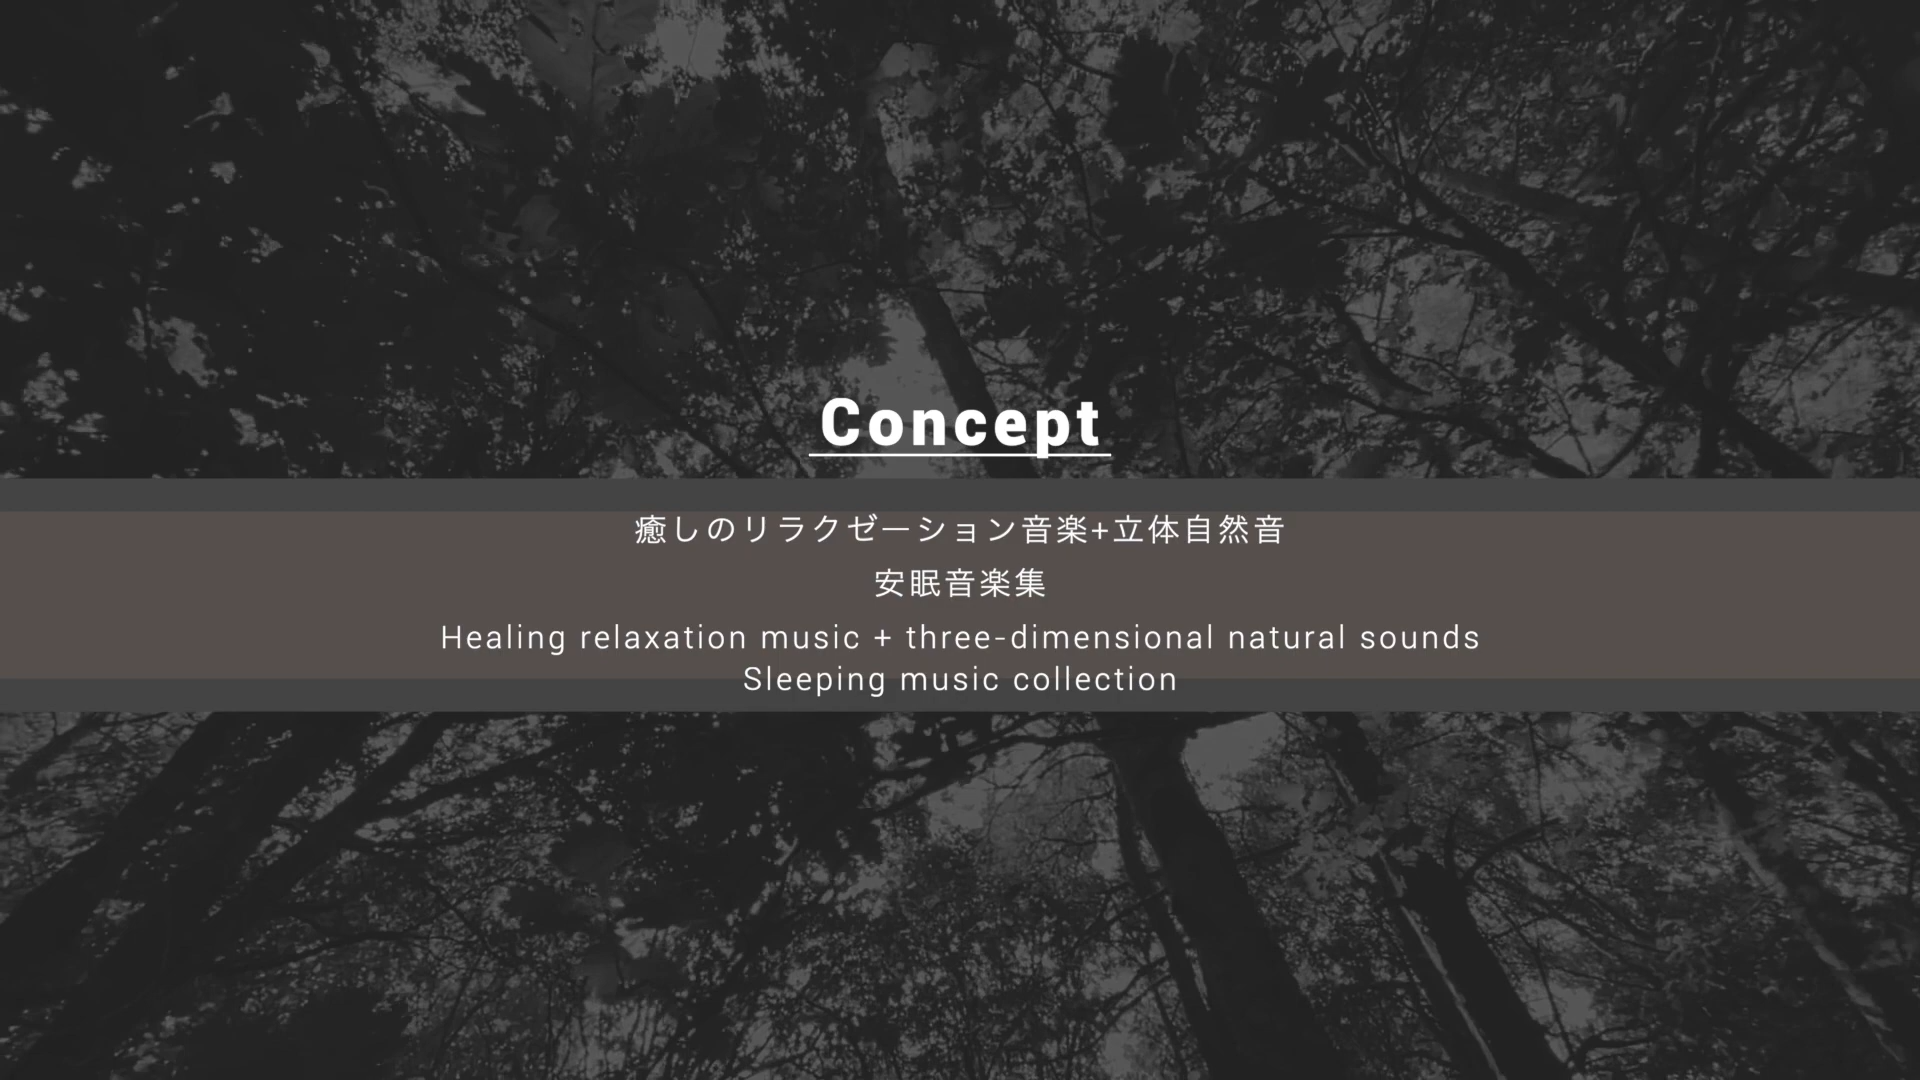 Concept
癒しのリラクゼーション音楽+立体自然音
安眠音楽集
Healing relaxation music + three-dimensional natural sounds
Sleeping music collection